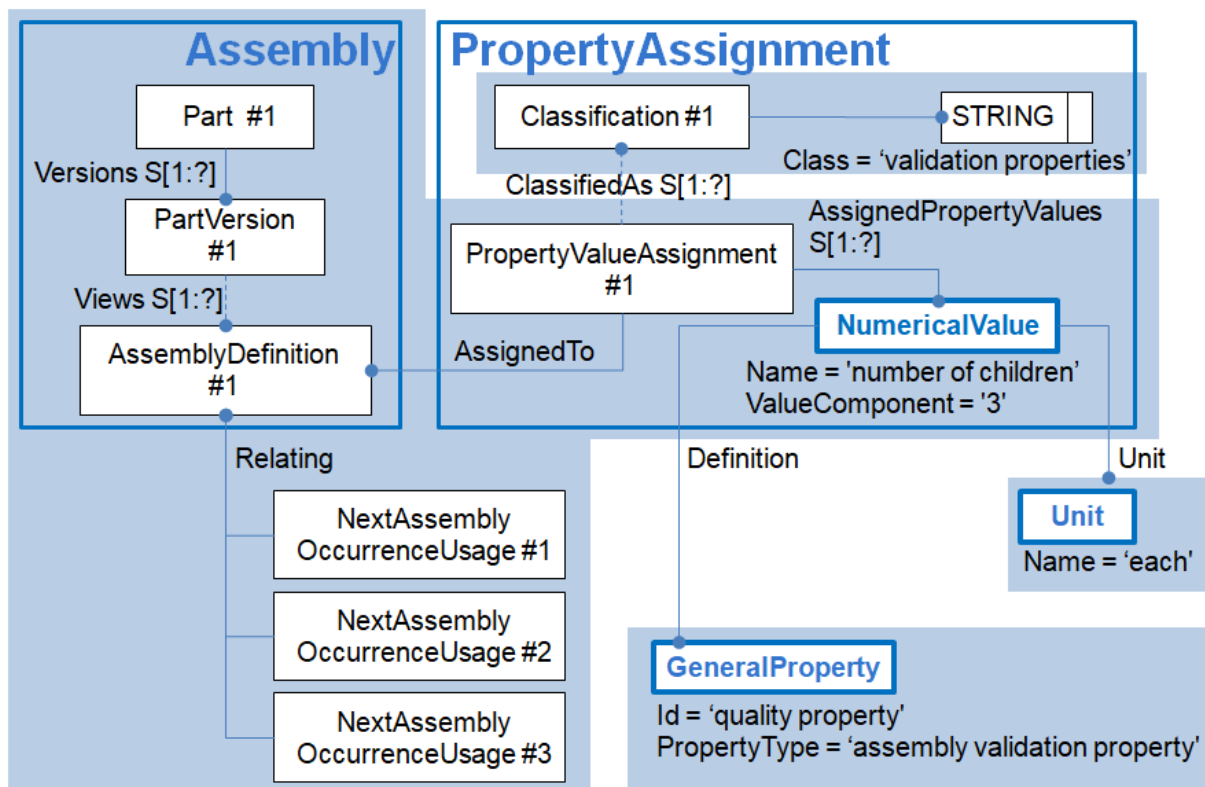 Assembly
PropertyAssignment
Part #1
Classification #1
STRING
Class = ‘validation properties’
Versions S[1:?]
ClassifiedAs S[1:?]
PartVersion
#1
AssignedPropertyValues
S[1:?]
PropertyValueAssignment
#1
Views S[1:?]
NumericalValue
AssemblyDefinition
#1
AssignedTo
Name = 'number of children’
ValueComponent = '3'
Relating
Definition
Unit
NextAssembly
OccurrenceUsage #1
Unit
Name = ‘each'
NextAssembly
OccurrenceUsage #2
GeneralProperty
Id = ‘quality property'
PropertyType = ‘assembly validation property'
NextAssembly
OccurrenceUsage #3